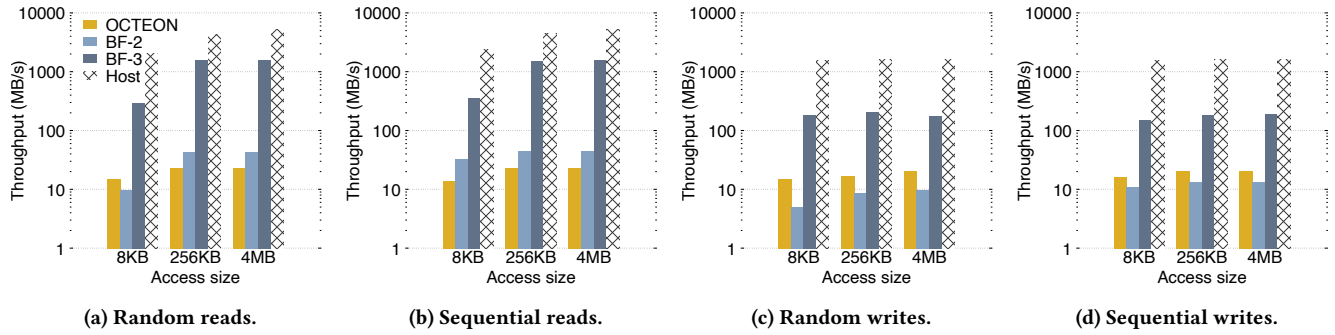 10000
1000
100
10
1
Throughput (MB/s)
OCTEON
BF-2
BF-3
Host
8KB 256KB 4MB
Access size
(a) Random reads.
10000
1000
100
10
1
Throughput (MB/s)
8KB 256KB 4MB
Access size
(b) Sequential reads.
10000
1000
100
10
1
Throughput (MB/s)
8KB 256KB 4MB
Access size
(c) Random writes.
10000
1000
100
10
1
Throughput (MB/s)
8KB 256KB 4MB
Access size
(d) Sequential writes.